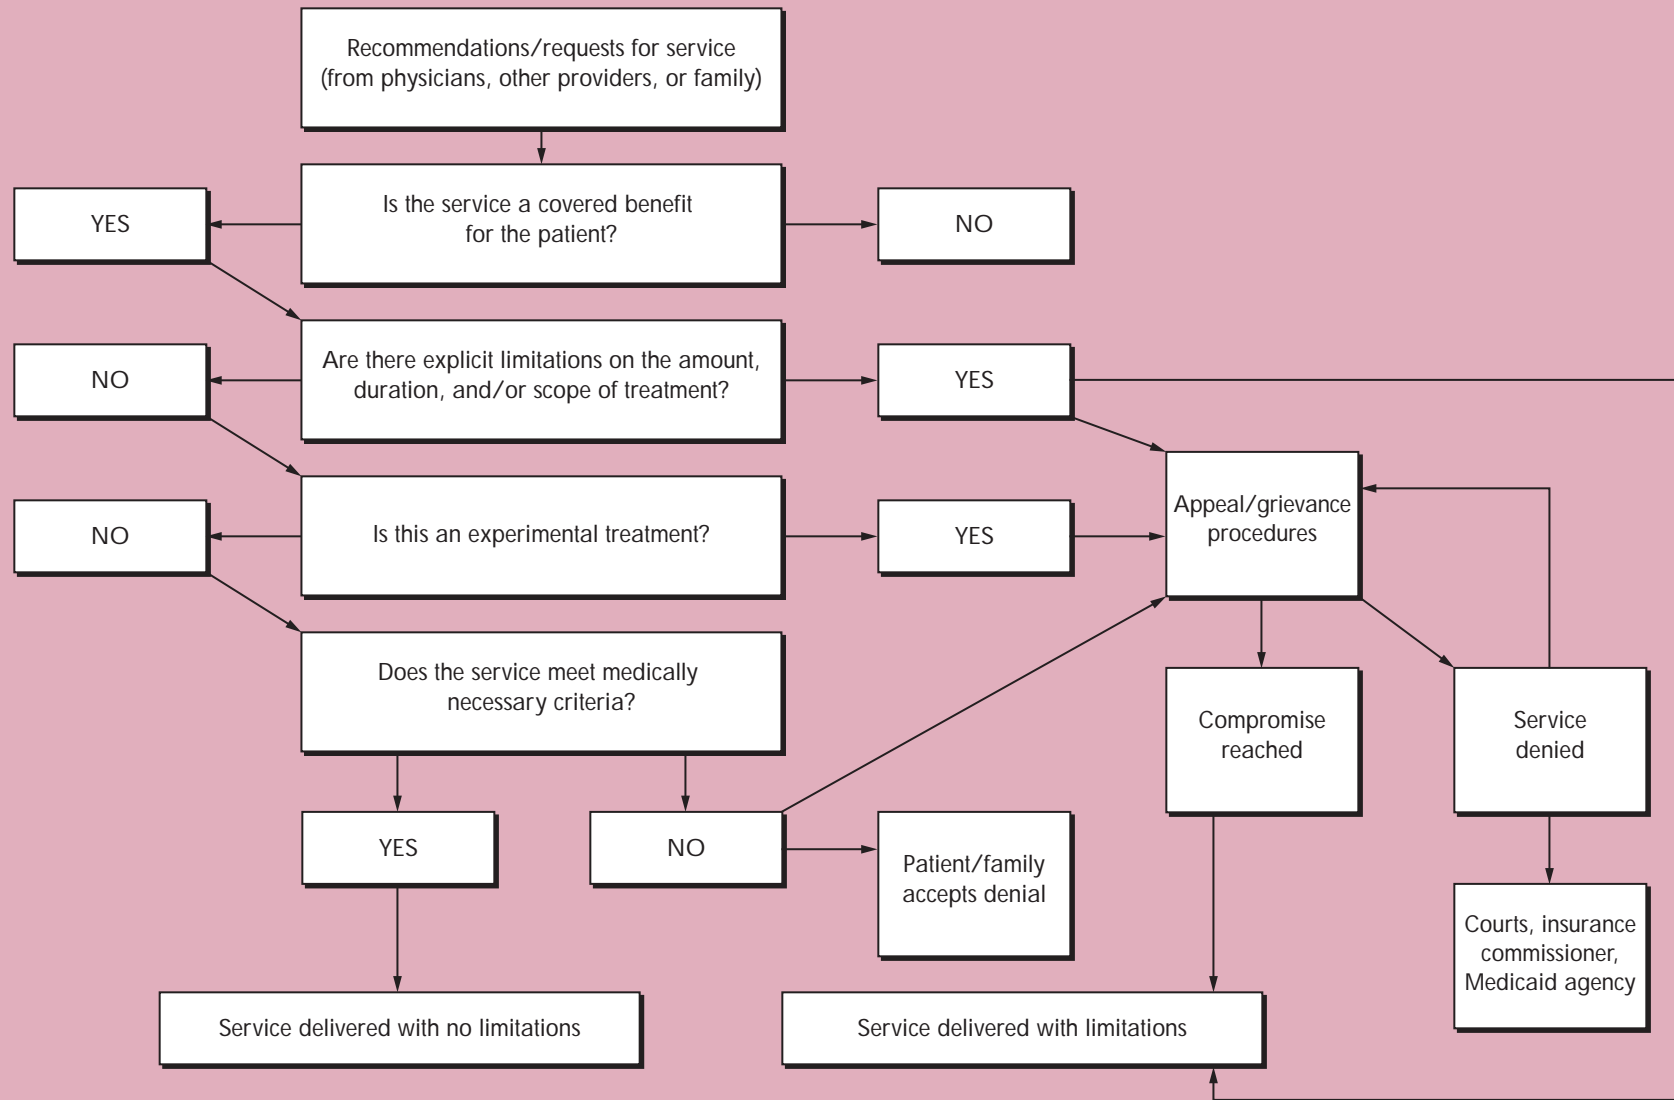 Recommendations/requests for service
(from physicians, other providers, or family)
Is the service a covered benefit
for the patient?
YES
NO
Are there explicit limitations on the amount,
duration, and/or scope of treatment?
NO
YES
Is this an experimental treatment?
NO
YES
Appeal/grievance
procedures
Does the service meet medically
necessary criteria?
Compromise
reached
Service
denied
YES
NO
Patient/family
accepts denial
Courts, insurance
commissioner,
Medicaid agency
Service delivered with no limitations
Service delivered with limitations